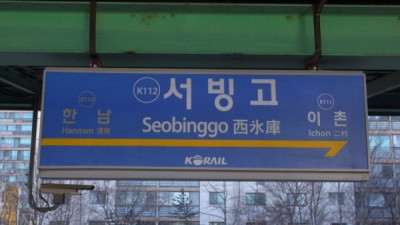 K112
서빙고
Seobinggo 西氷庫
한남
Hannam 漢南
K111
이촌
Ichon 二村
KORAIL